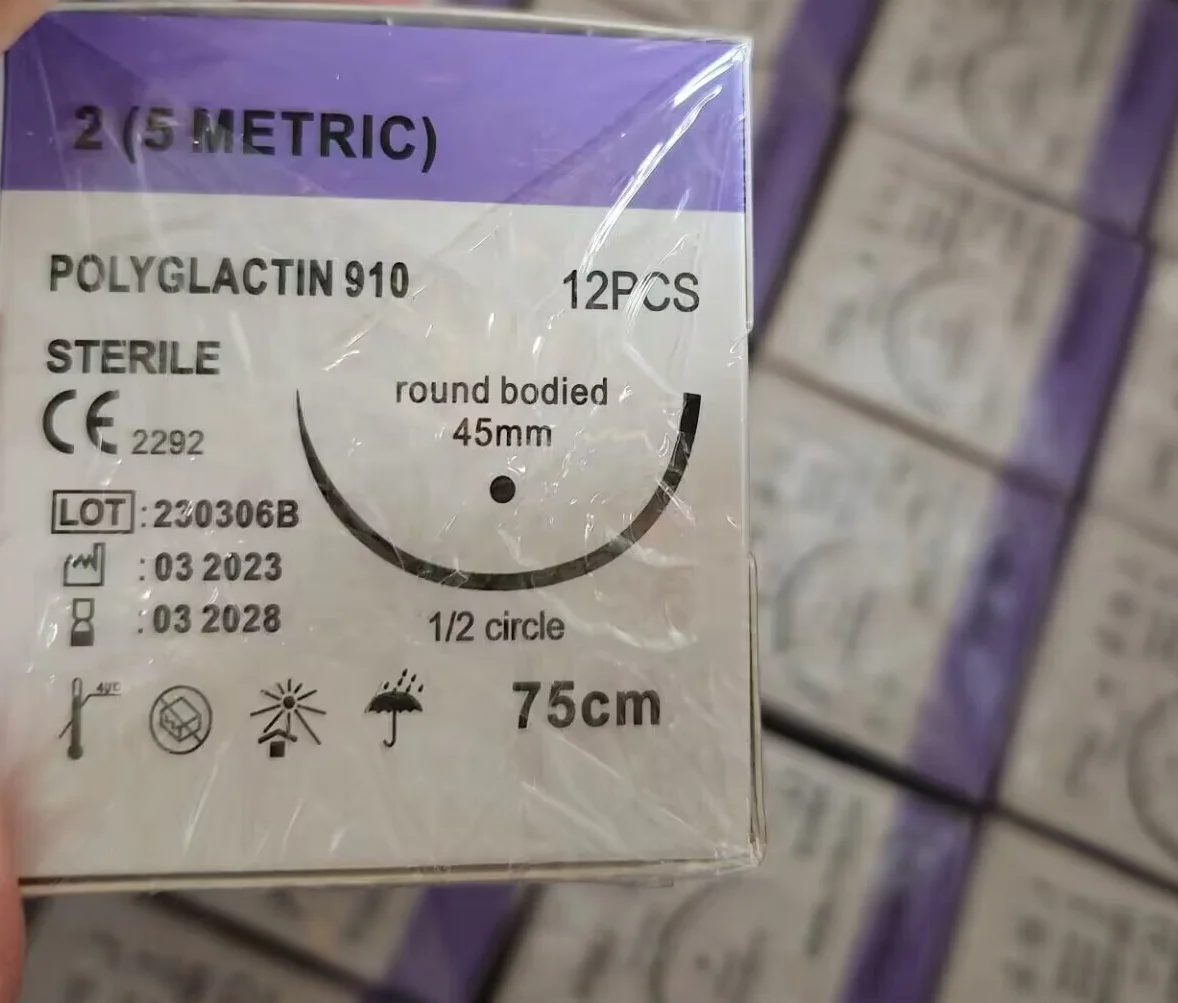 2 (5 METRIC)
POLYGLACTIN 910
12PCS
STERILE
CE 2292
round bodied
45mm
LOT : 230306B
: 03 2023
: 03 2028
1/2 circle
75cm